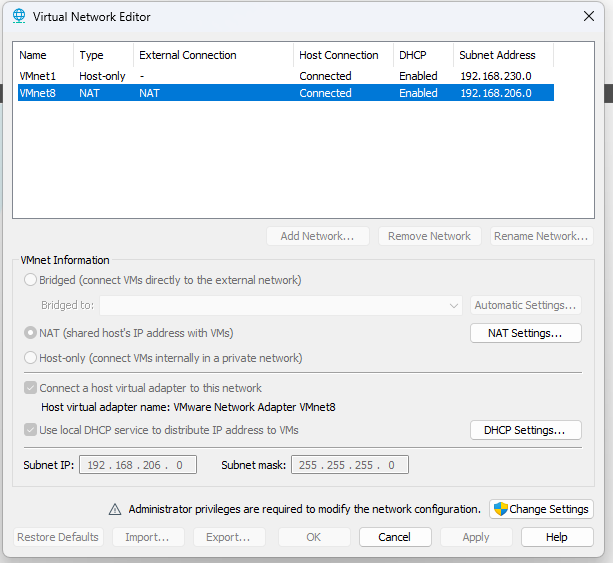 Virtual Network Editor
Name Type External Connection Host Connection DHCP Subnet Address
VMnet1 Host-only - Connected Enabled 192.168.230.0
VMnet8 NAT NAT Connected Enabled 192.168.206.0
Add Network... Remove Network Rename Network...
VMnet Information
Bridged (connect VMs directly to the external network)
Bridged to: Automatic Settings...
NAT (shared host's IP address with VMs) NAT Settings...
Host-only (connect VMs internally in a private network)
Connect a host virtual adapter to this network
Host virtual adapter name: VMware Network Adapter VMnet8
Use local DHCP service to distribute IP address to VMs DHCP Settings...
Subnet IP: 192 . 168 . 206 . 0 Subnet mask: 255 . 255 . 255 . 0
Administrator privileges are required to modify the network configuration. Change Settings
Restore Defaults Import... Export... OK Cancel Apply Help